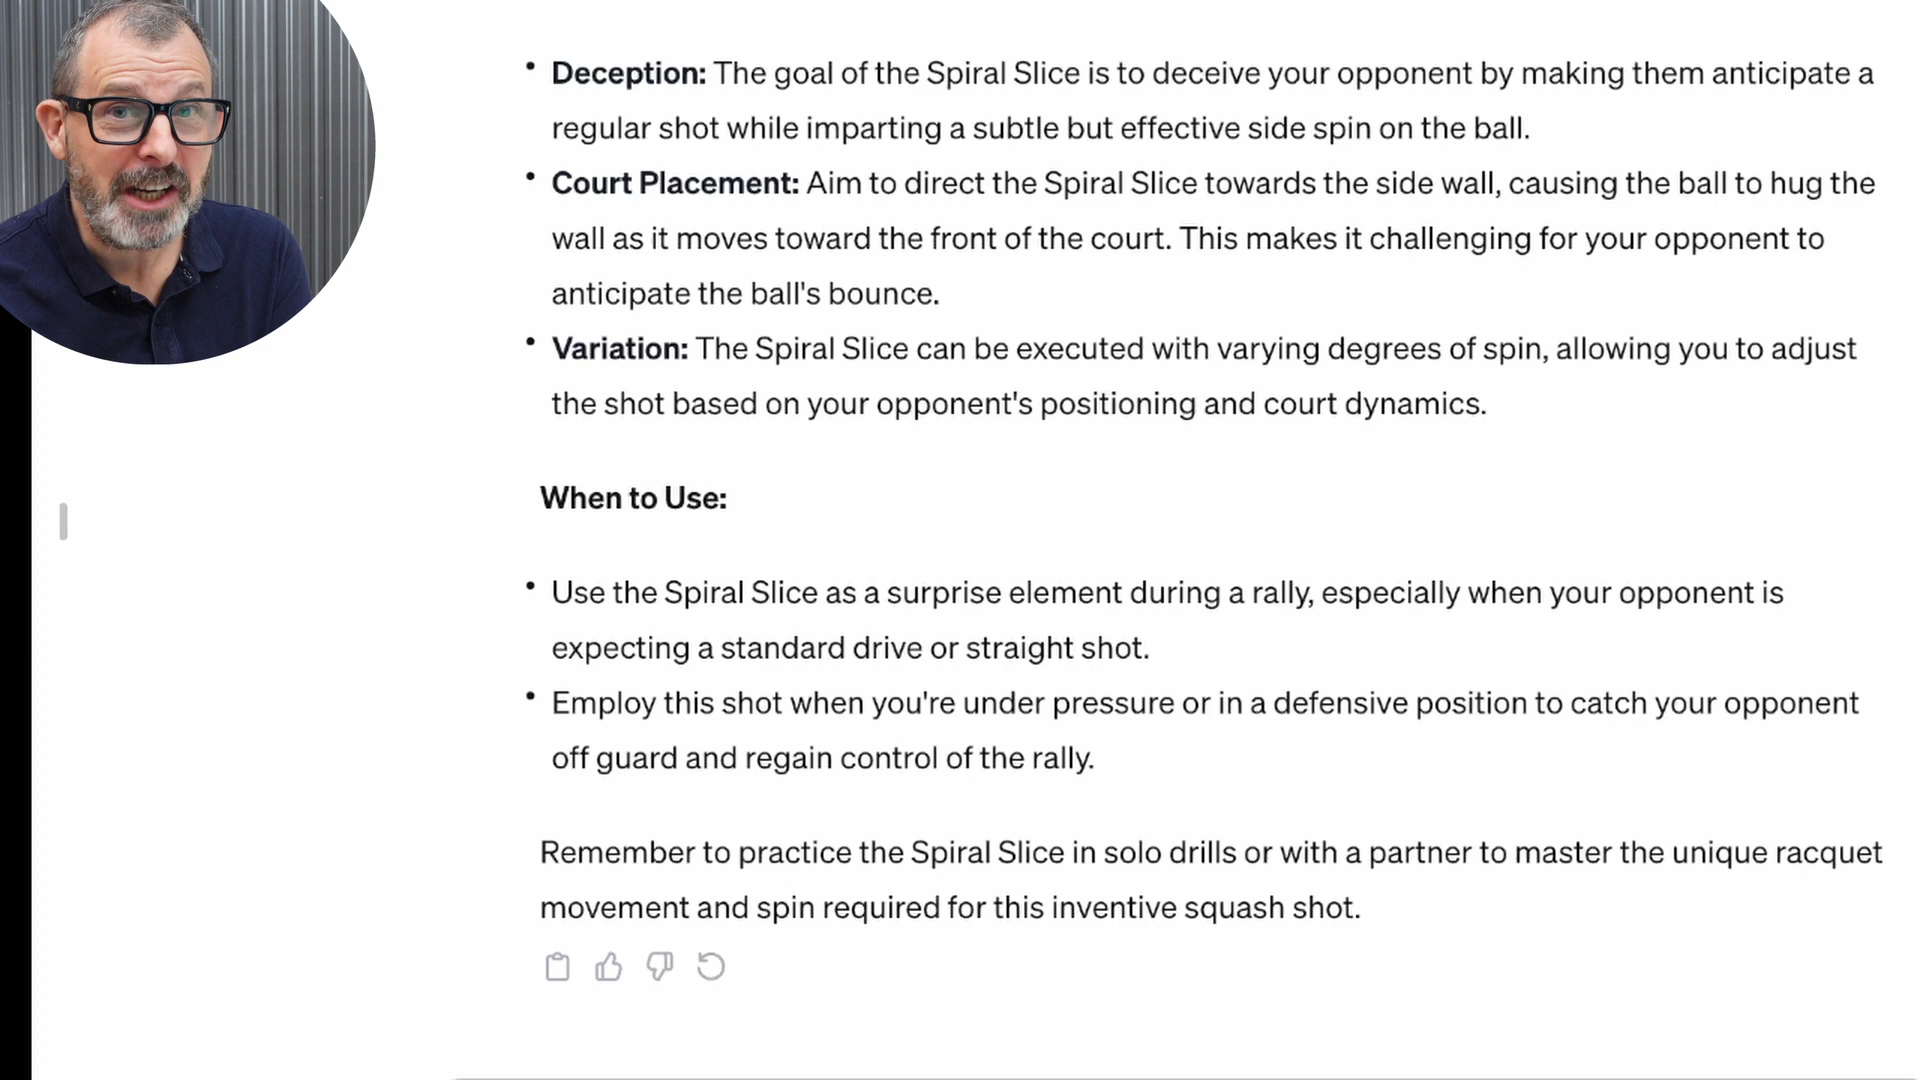 Deception: The goal of the Spiral Slice is to deceive your opponent by making them anticipate a
regular shot while imparting a subtle but effective side spin on the ball.
Court Placement: Aim to direct the Spiral Slice towards the side wall, causing the ball to hug the
wall as it moves toward the front of the court. This makes it challenging for your opponent to
anticipate the ball's bounce.
Variation: The Spiral Slice can be executed with varying degrees of spin, allowing you to adjust
the shot based on your opponent's positioning and court dynamics.
When to Use:
Use the Spiral Slice as a surprise element during a rally, especially when your opponent is
expecting a standard drive or straight shot.
Employ this shot when you're under pressure or in a defensive position to catch your opponent
off guard and regain control of the rally.
Remember to practice the Spiral Slice in solo drills or with a partner to master the unique racquet
movement and spin required for this inventive squash shot.